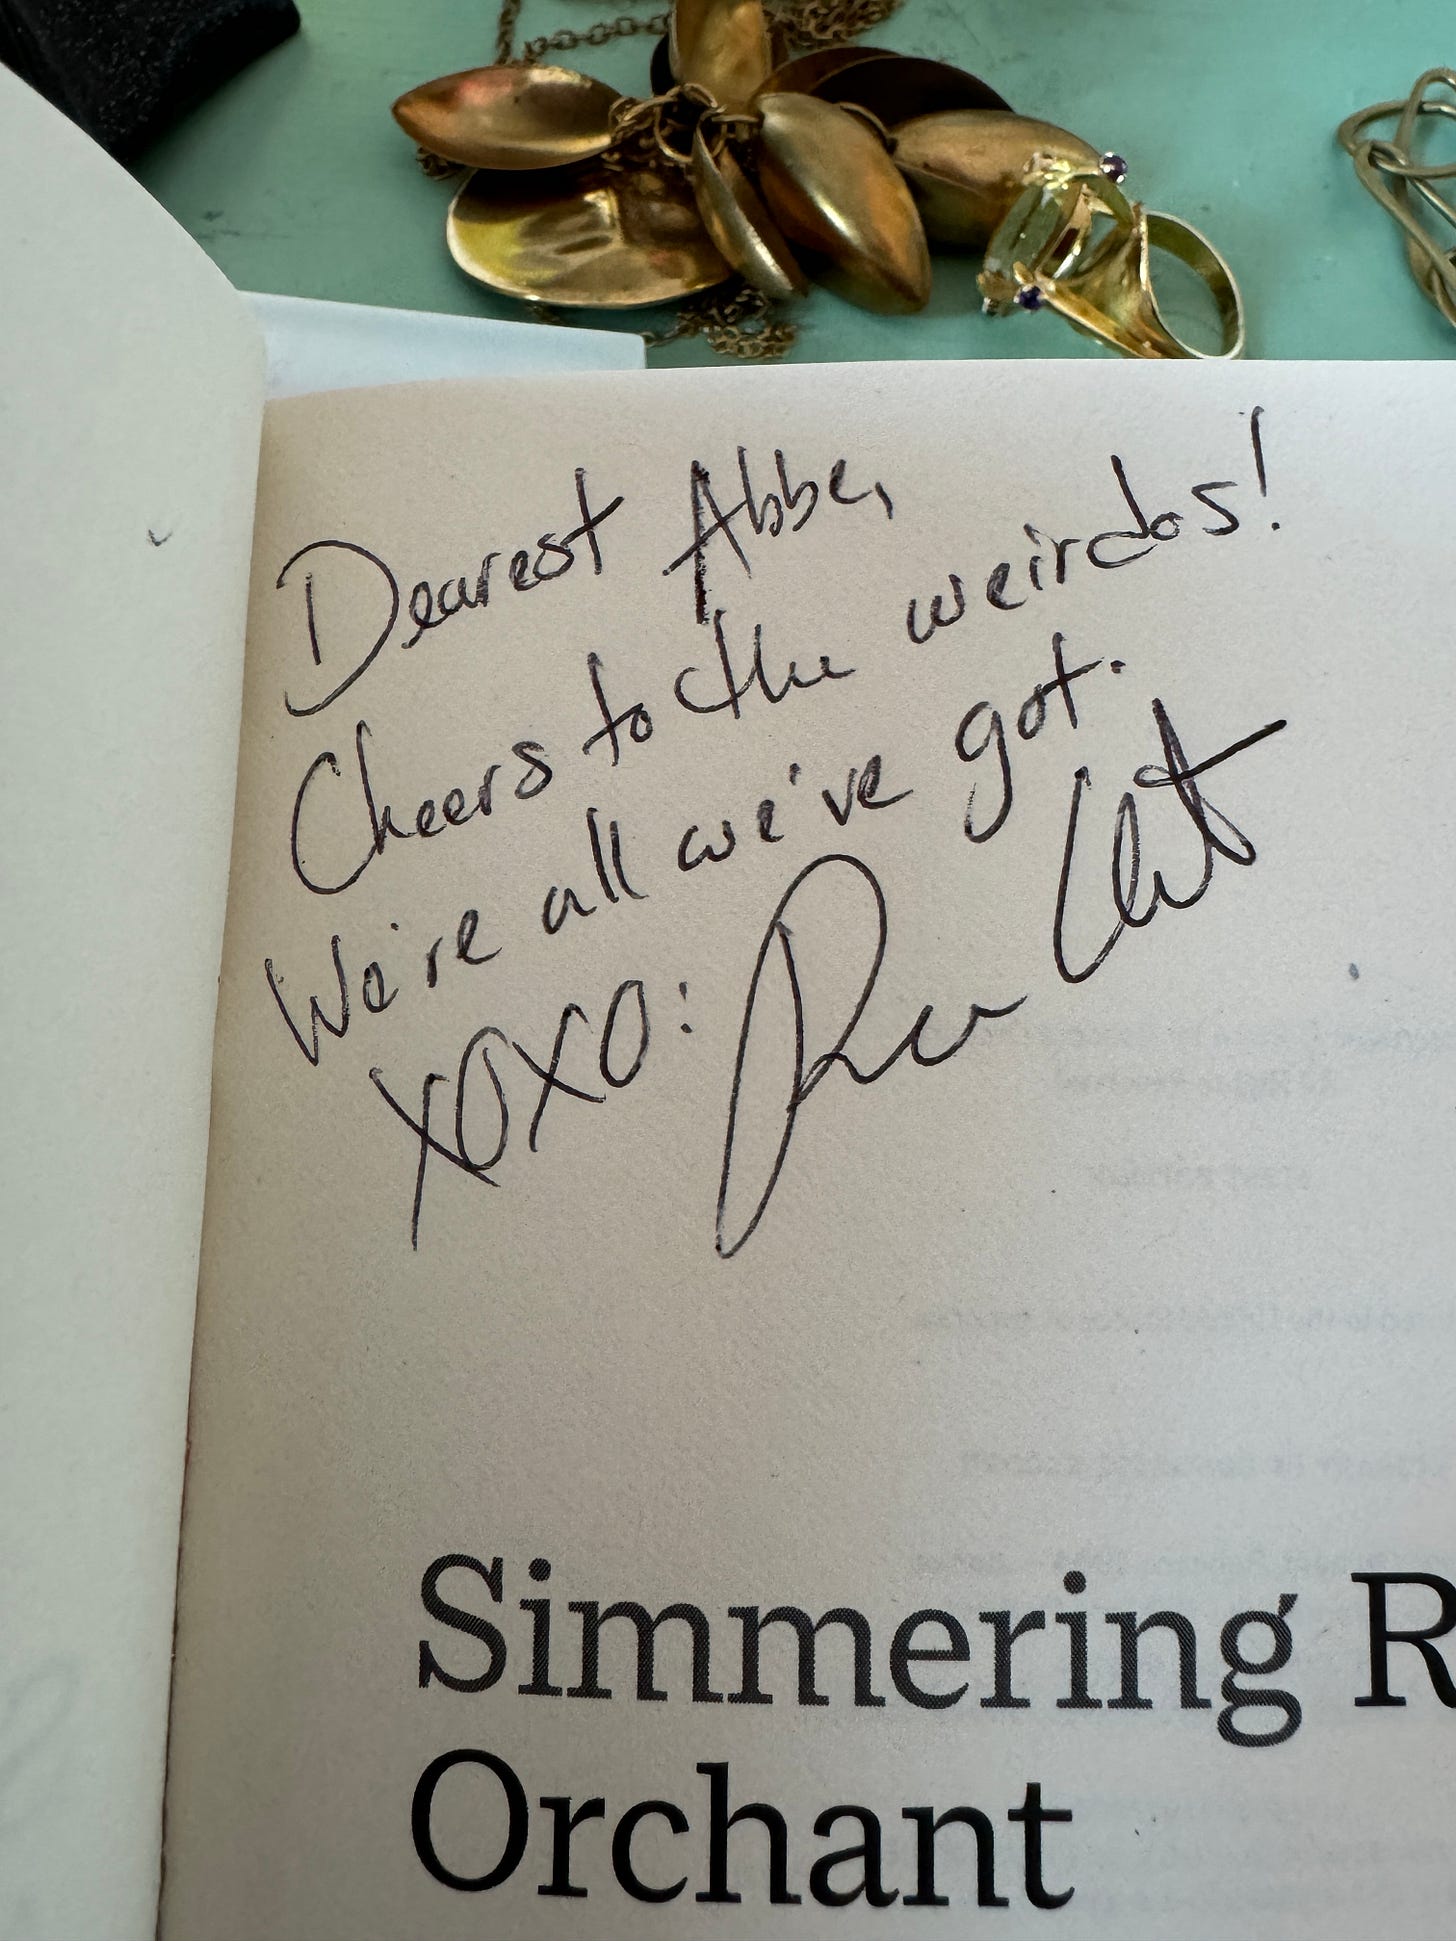 Dearest Abbe,
Cheers to the weirdos!
We're all we've got.
XOXO:
Simmering R
Orchant